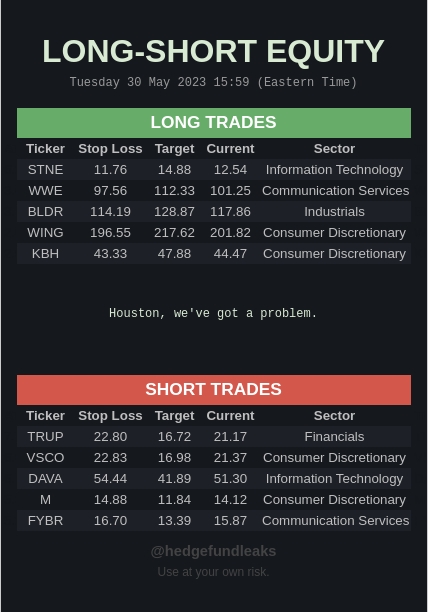 LONG-SHORT EQUITY
Tuesday 30 May 2023 15:59 (Eastern Time)
LONG TRADES
Ticker Stop Loss Target Current Sector
STNE 11.76 14.88 12.54 Information Technology
WWE 97.56 112.33 101.25 Communication Services
BLDR 114.19 128.87 117.86 Industrials
WING 196.55 217.62 201.82 Consumer Discretionary
KBH 43.33 47.88 44.47 Consumer Discretionary
Houston, we've got a problem.
SHORT TRADES
Ticker Stop Loss Target Current Sector
TRUP 22.80 16.72 21.17 Financials
VSCO 22.83 16.98 21.37 Consumer Discretionary
DAVA 54.44 41.89 51.30 Information Technology
M 14.88 11.84 14.12 Consumer Discretionary
FYBR 16.70 13.39 15.87 Communication Services
@hedgefundleaks
Use at your own risk.